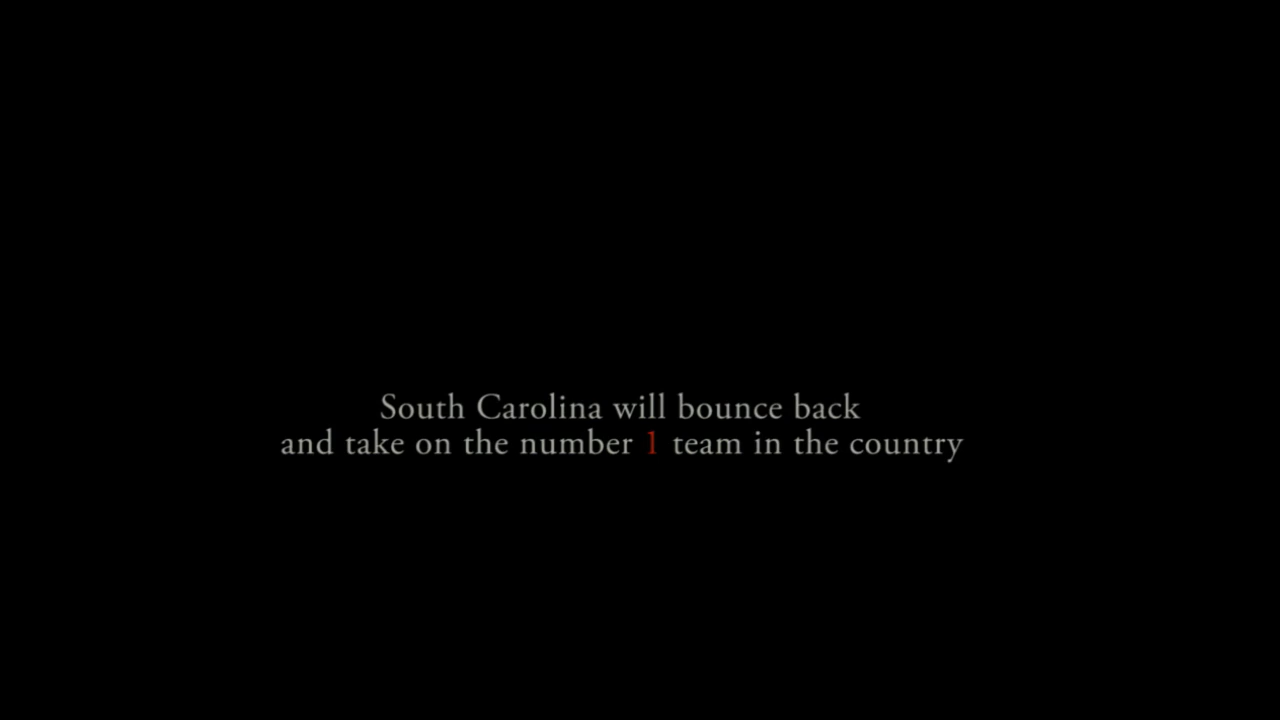 South Carolina will bounce back
and take on the number 1 team in the country